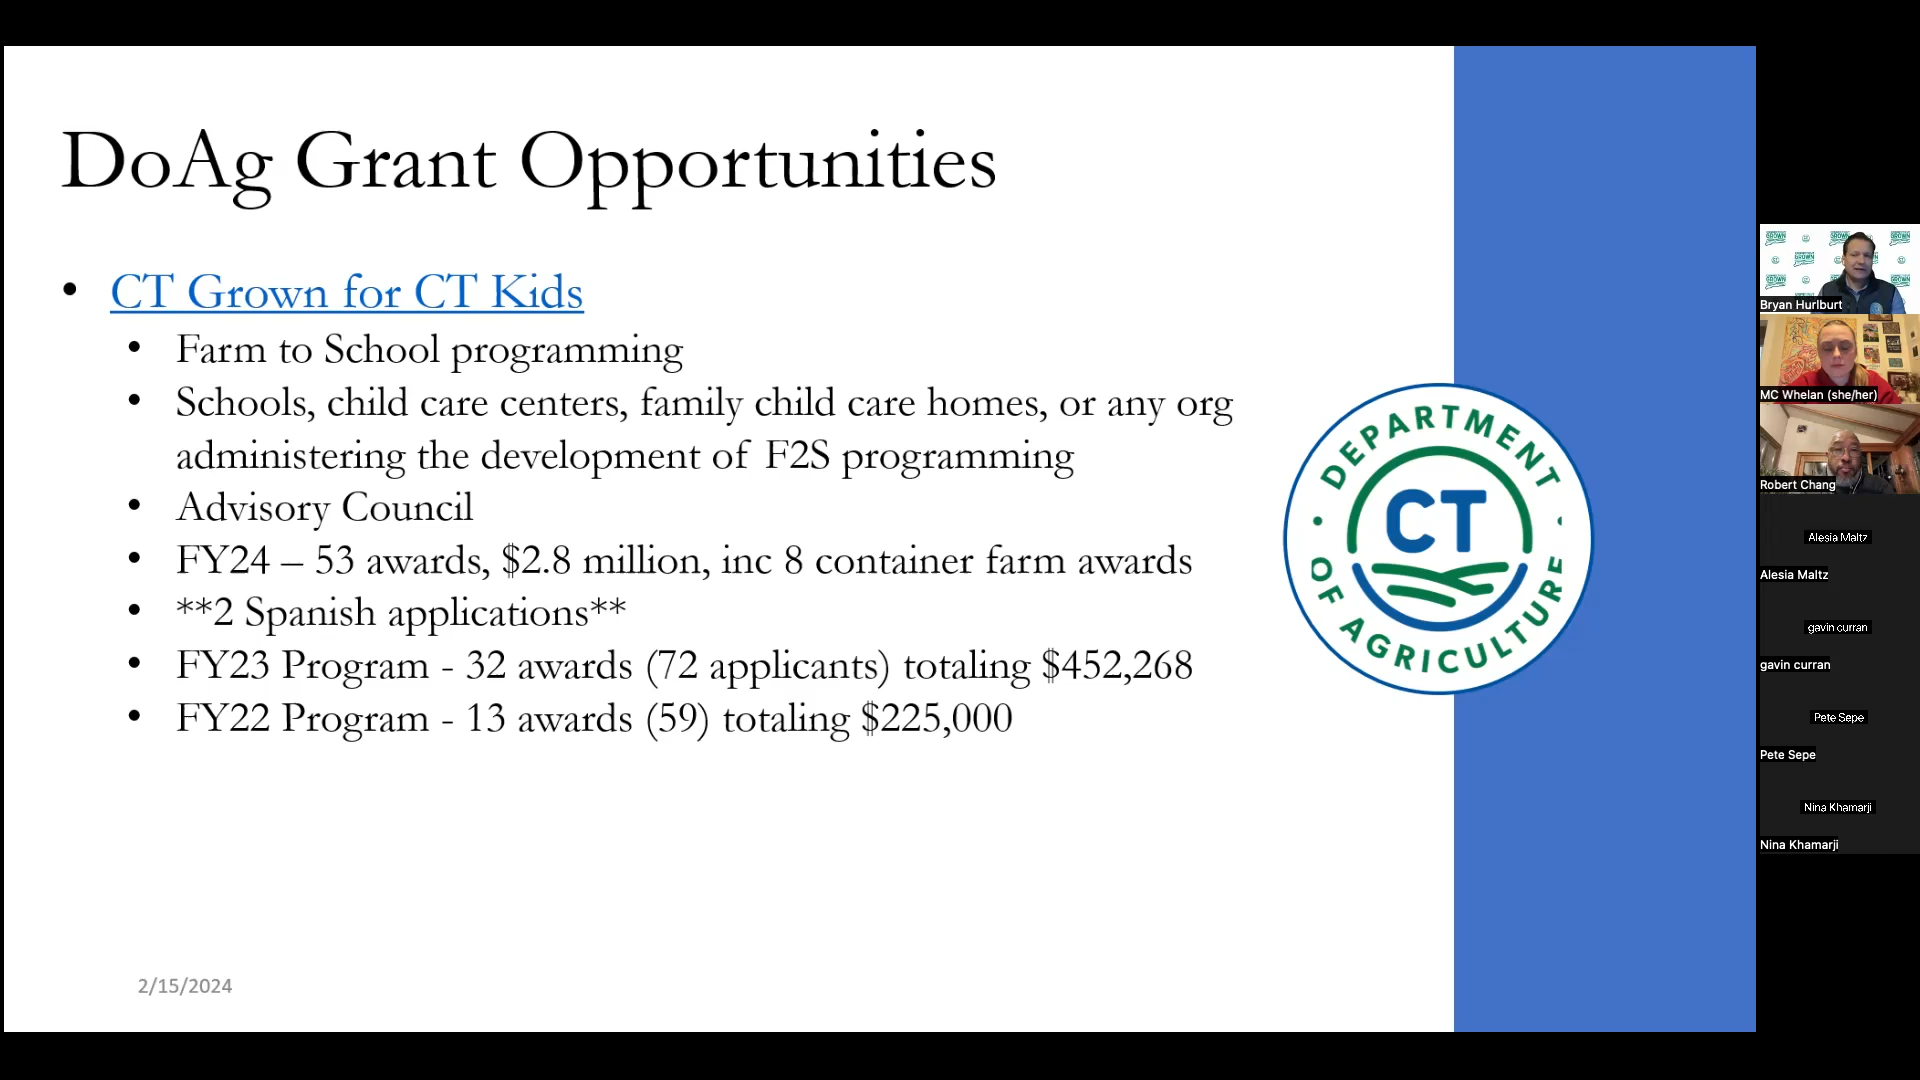 DoAg Grant Opportunities
• CT Grown for CT Kids
• Farm to School programming
• Schools, child care centers, family child care homes, or any org
administering the development of F2S programming
• Advisory Council
• FY24 – 53 awards, $2.8 million, inc 8 container farm awards
• **2 Spanish applications**
• FY23 Program - 32 awards (72 applicants) totaling $452,268
• FY22 Program - 13 awards (59) totaling $225,000
2/15/2024
• DEPARTMENT •
OF AGRICULTURE
CT
Bryan Hurlburt
MC Whelan (she/her)
Robert Chang
Alesia Maltz
Alesia Maltz
gavin curran
gavin curran
Pete Sepe
Pete Sepe
Nina Khamarji
Nina Khamarji